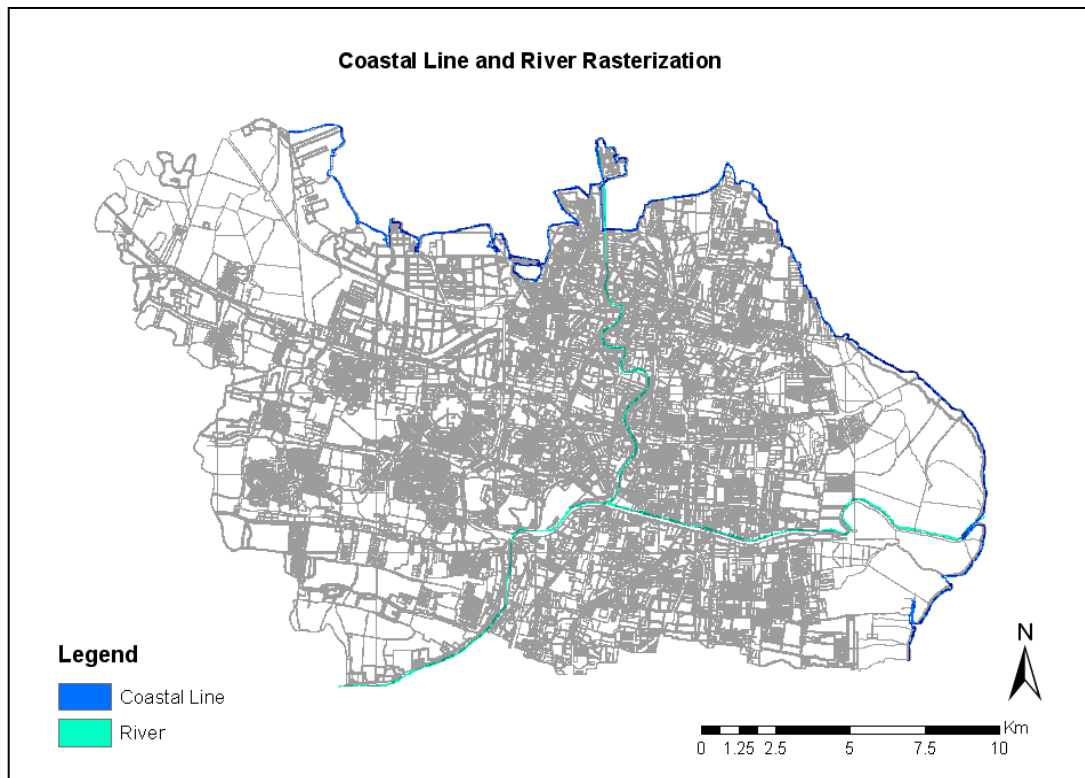 Coastal Line and River Rasterization
N
Legend
Coastal Line
River
Km
0 1.25 2.5 5 7.5 10